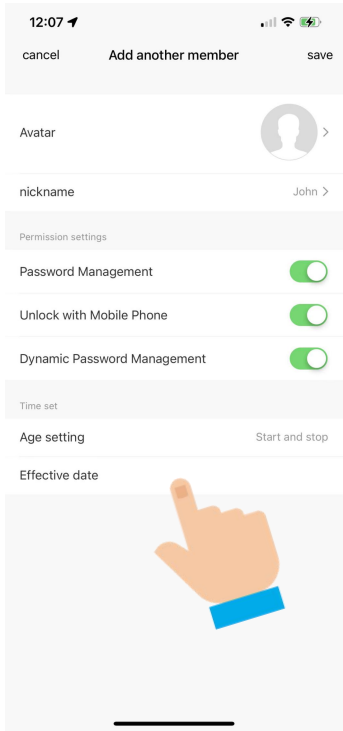 12:07
cancel Add another member save
Avatar
nickname John
Permission settings
Password Management
Unlock with Mobile Phone
Dynamic Password Management
Time set
Age setting Start and stop
Effective date